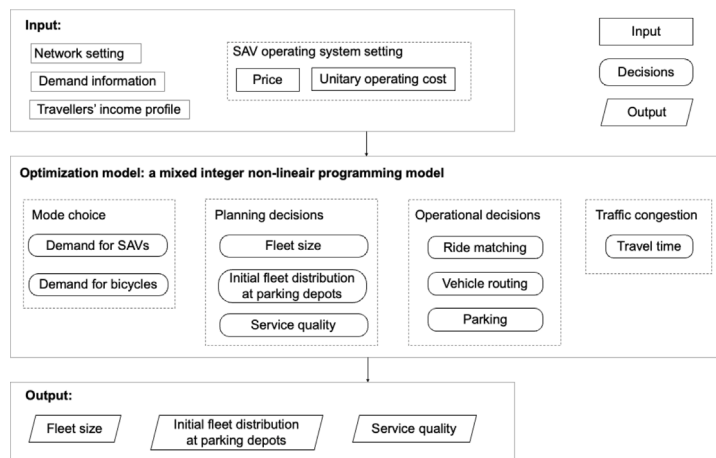 Input:
Network setting
Demand information
Travellers' income profile
SAV operating system setting
Price
Unitary operating cost
Input
Decisions
Output
Optimization model: a mixed integer non-lineair programming model
Mode choice
Demand for SAVs
Demand for bicycles
Planning decisions
Fleet size
Initial fleet distribution
at parking depots
Service quality
Operational decisions
Ride matching
Vehicle routing
Parking
Traffic congestion
Travel time
Output:
Fleet size
Initial fleet distribution
at parking depots
Service quality